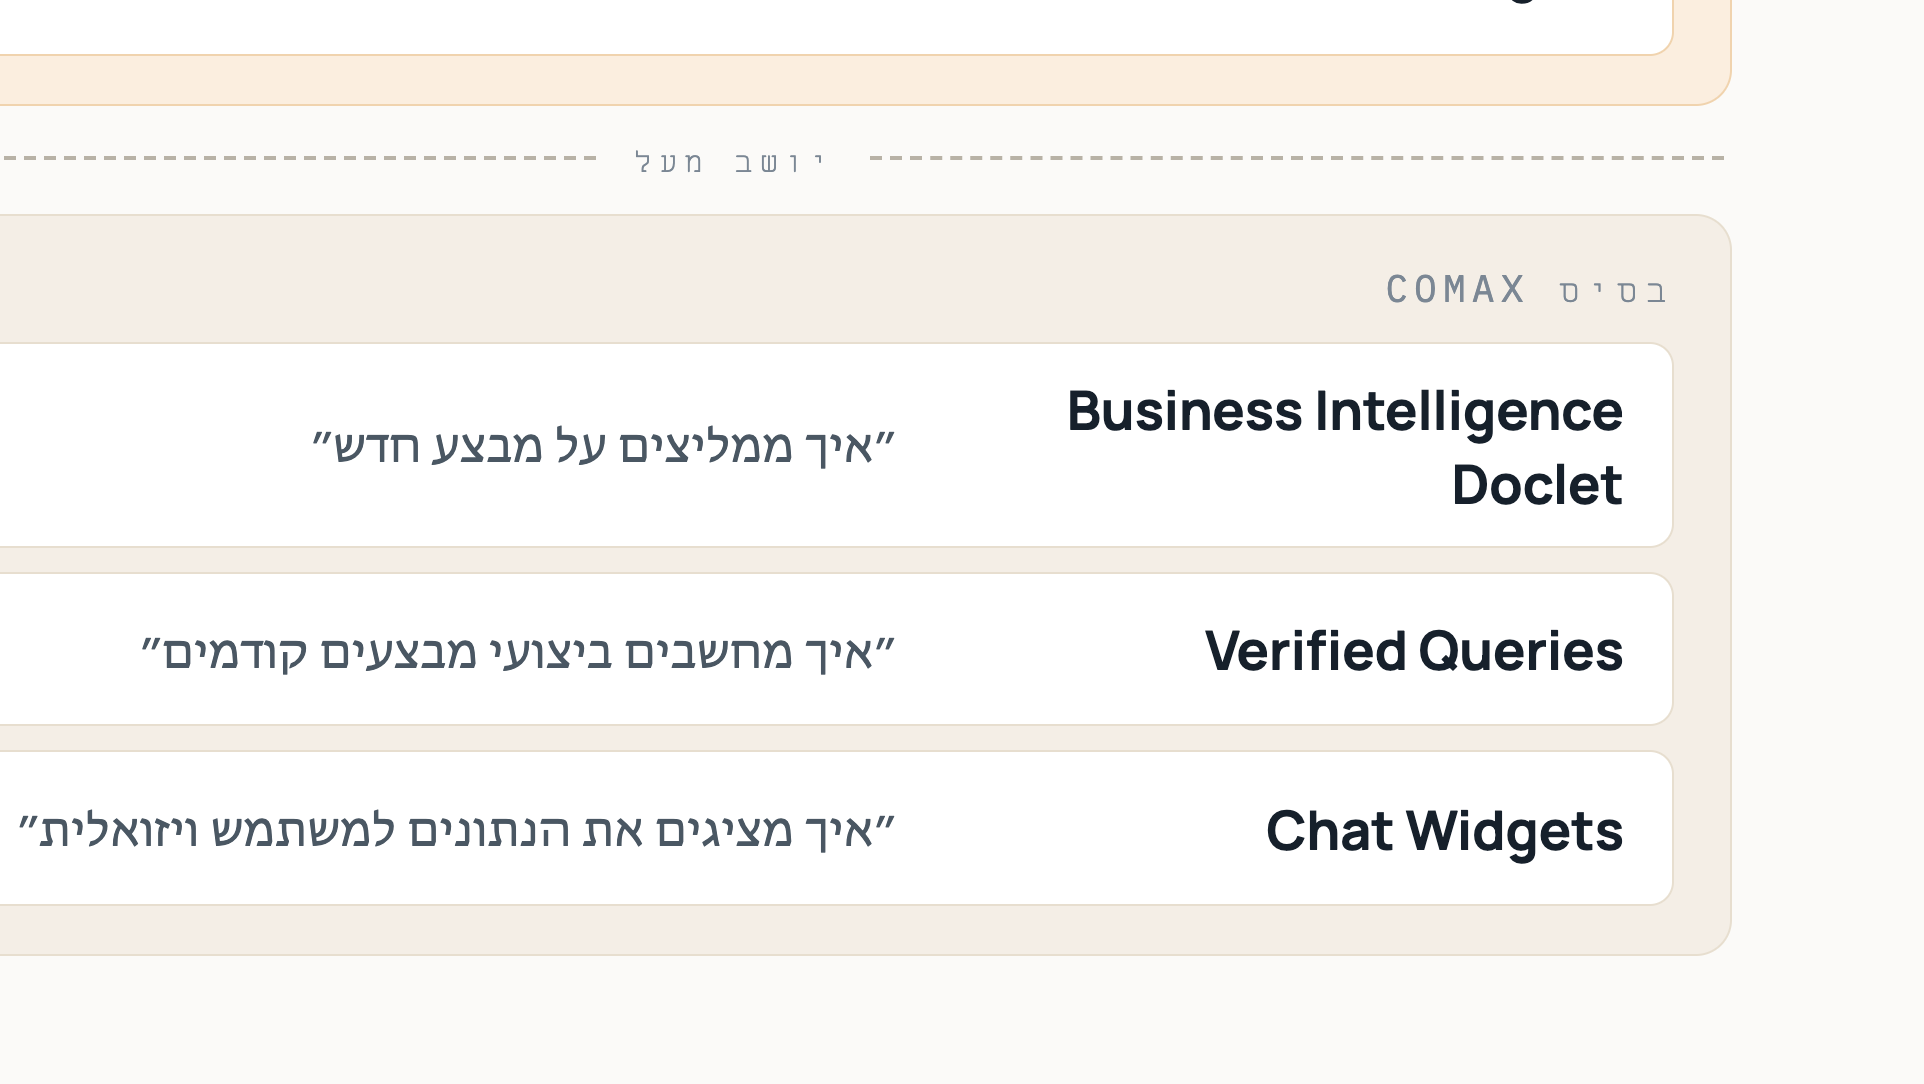 יושב מעל
בסיס COMAX
Business Intelligence
Doclet
"איך ממליצים על מבצע חדש"
Verified Queries
"איך מחשבים ביצועי מבצעים קודמים"
Chat Widgets
"איך מציגים את הנתונים למשתמש ויזואלית"